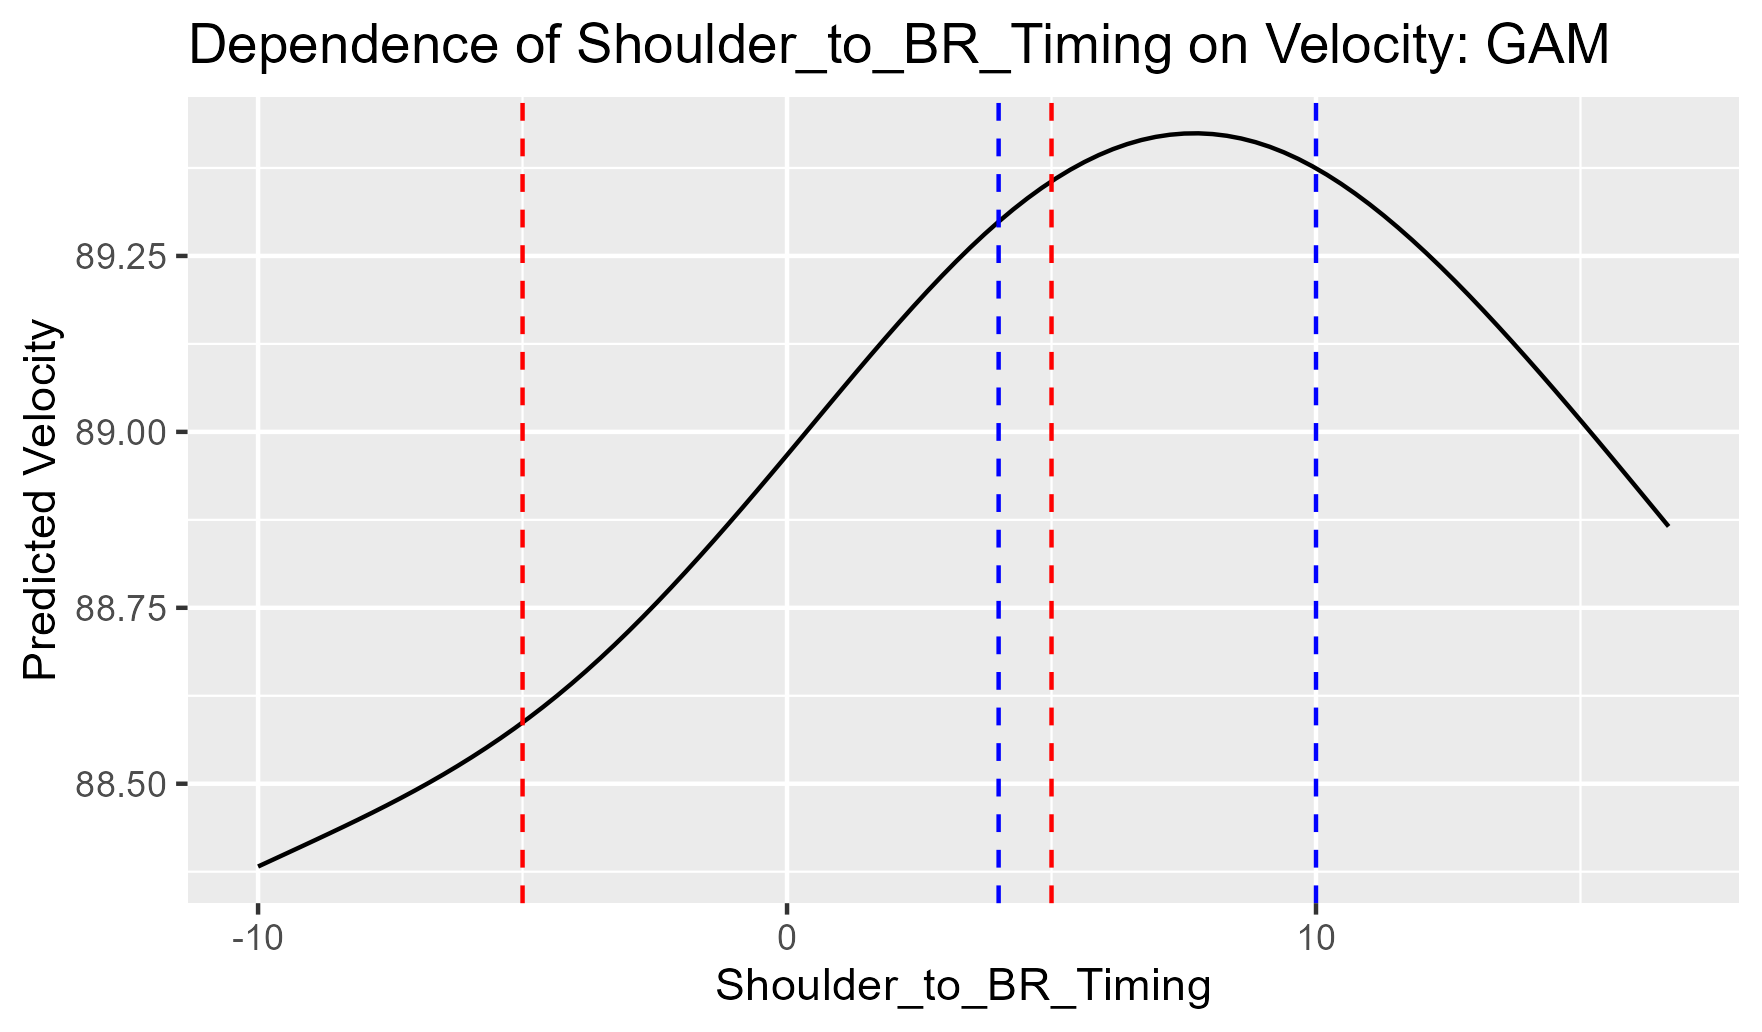 Dependence of Shoulder_to_BR_Timing on Velocity: GAM
Predicted Velocity
89.25
89.00
88.75
88.50
-10
0
10
Shoulder_to_BR_Timing